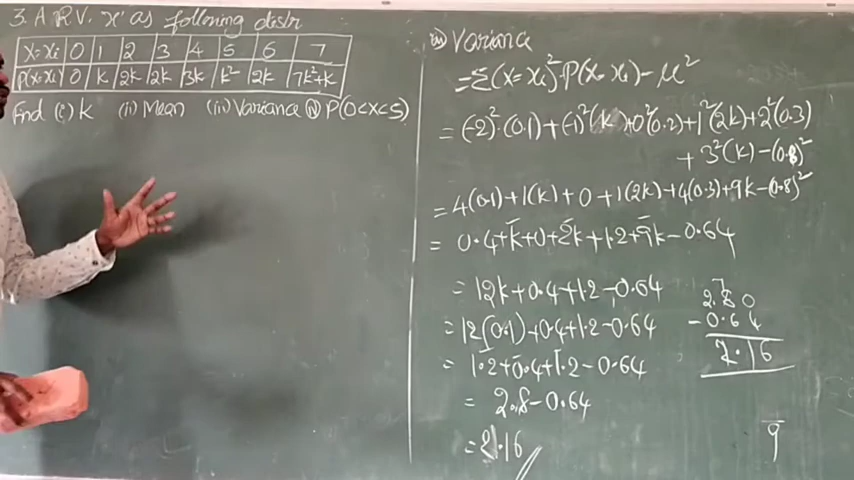 3. A R.V. 'x' as following distr
X=xi 0 1 2 3 4 5 6 7
P(X=xi) 0 k 2k 2k 3k k² 2k 7k²+k
Find (i) k (ii) Mean (iii) Variance (iv) P(0<x<5)
(iii) Variance
=Σ(x=xi)²·P(x=xi)-μ²
=(-2)²·(0.1)+(-1)²(k)+0²(0.2)+1²(2k)+2²(0.3)
+3²(k)-(0.8)²
=4(0.1)+1(k)+0+1(2k)+4(0.3)+9k-(0.8)²
= 0.4+k+0+2k+1.2+9k-0.64
= 12k+0.4+1.2-0.64
=12(0.1)+0.4+1.2-0.64
= 1.2+0.4+1.2-0.64
= 2.8-0.64
=2.16
7
2.80
-0.64
2.16
9